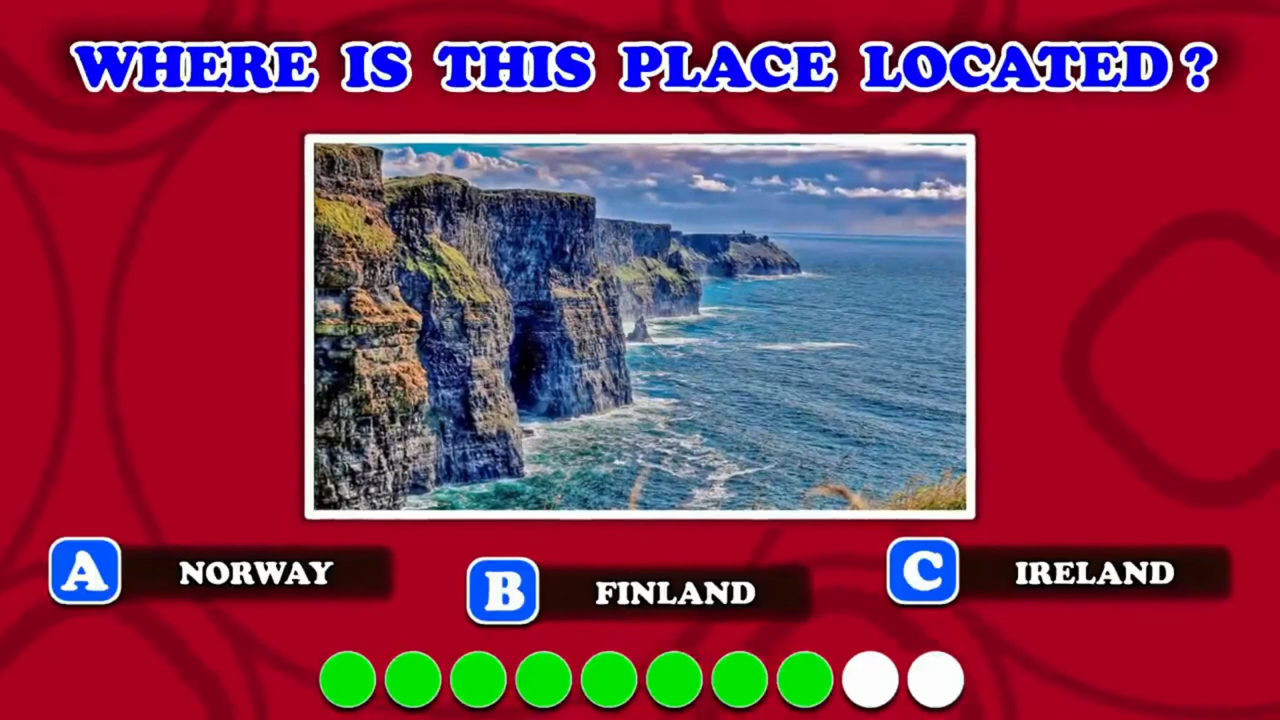 WHERE IS THIS PLACE LOCATED?
A NORWAY
B FINLAND
C IRELAND